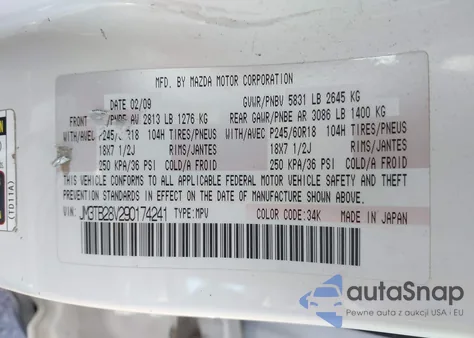 MFD. BY MAZDA MOTOR CORPORATION
DATE 02/09 GVWR/PNBV 5831 LB 2645 KG
FRONT AV 2813 LB 1276 KG REAR GAWR/PNBE AR 3086 LB 1400 KG
WITH/AVEC P245/ R18 104H TIRES/PNEUS WITH/AVEC P245/60R18 104H TIRES/PNEUS
18X7 1/2J RIMS/JANTES 18X7 1/2J RIMS/JANTES
250 KPA/36 PSI COLD/A FROID 250 KPA/36 PSI COLD/A FROID
THIS VEHICLE CONFORMS TO ALL APPLICABLE FEDERAL MOTOR VEHICLE SAFETY AND
THEFT PREVENTION STANDARDS IN EFFECT ON THE DATE OF MANUFACTURE SHOWN ABOVE.
VIN: JM3TB28V290174241 TYPE:MPV COLOR CODE:34K MADE IN JAPAN
(CD11A)
autoSnap
Pewne auta z aukcji USA i EU